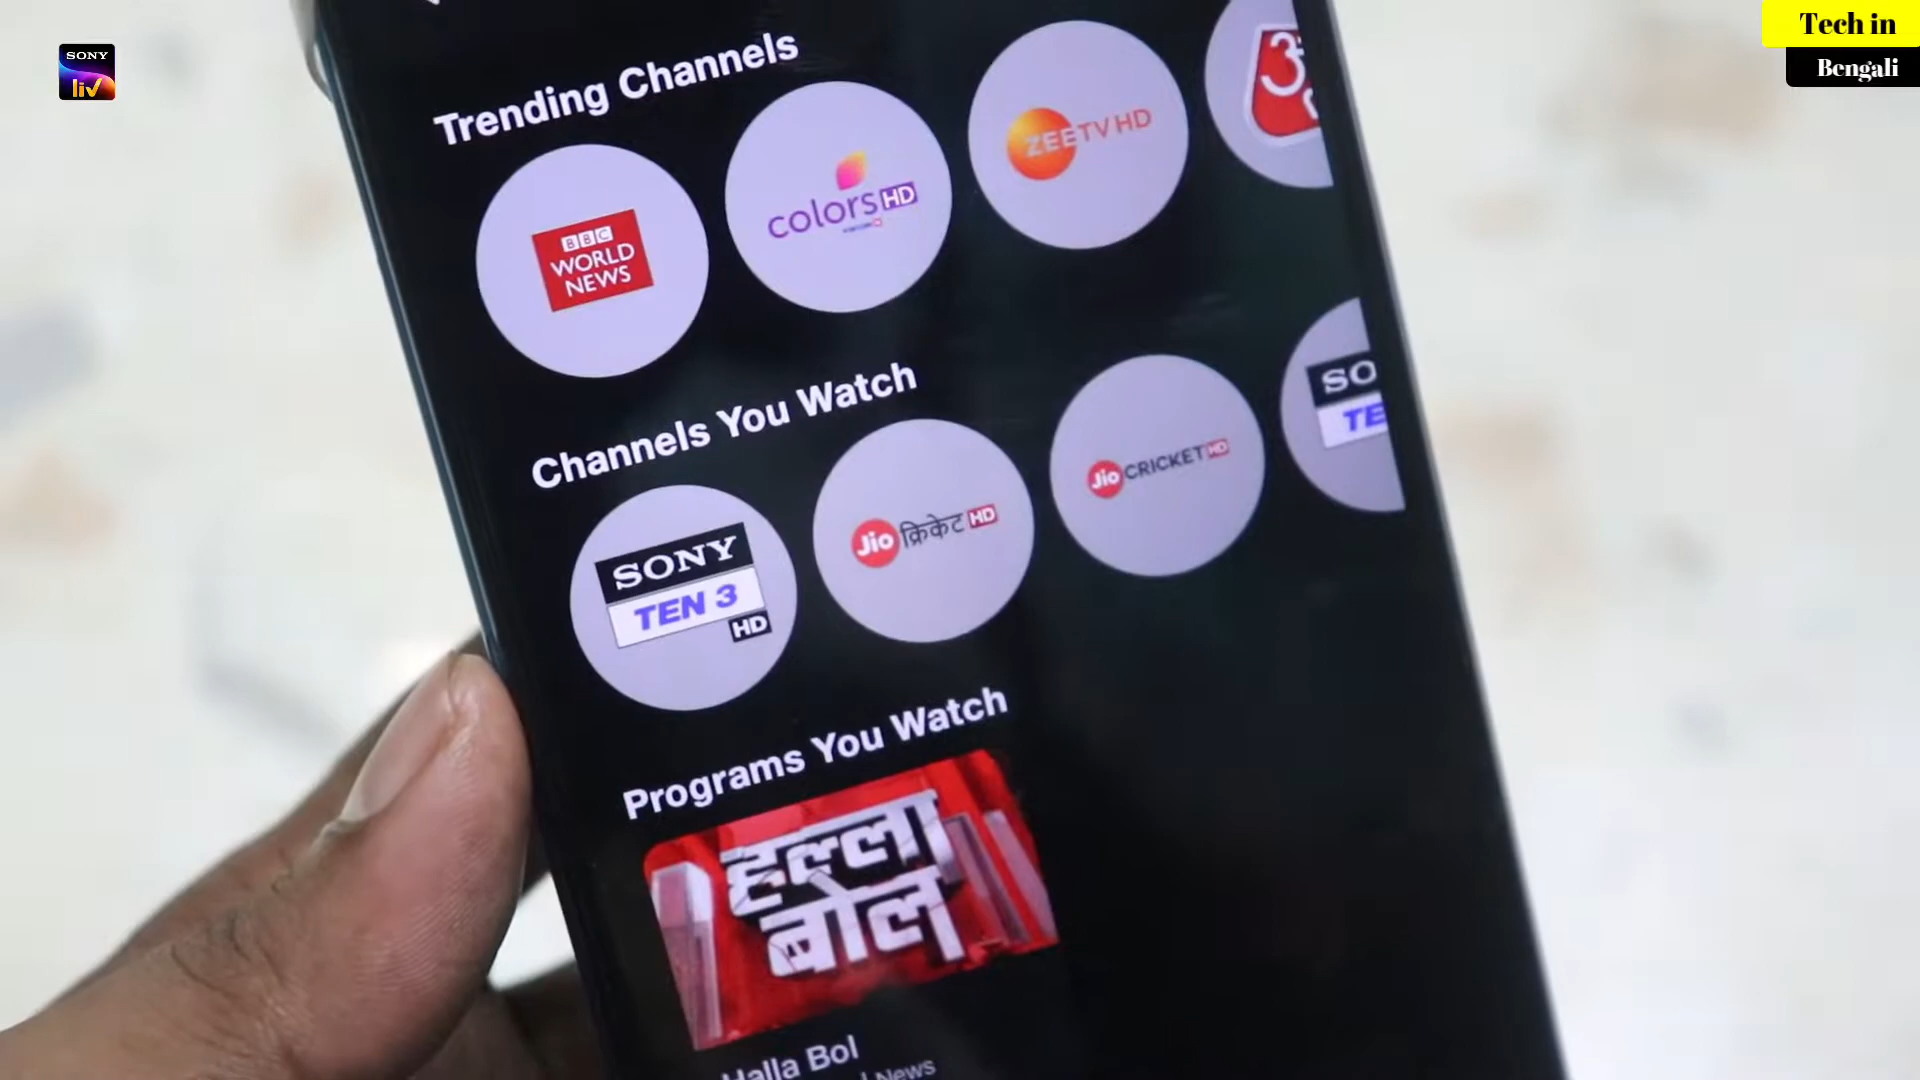 SONY
liv
Tech in
Bengali
Trending Channels
BBC
WORLD
NEWS
colors HD
ZEE TV HD
Channels You Watch
SONY
TEN 3
HD
Jio क्रिकेट HD
Jio CRICKET HD
SO
TE
Programs You Watch
हल्ला
बोल
Halla Bol
News